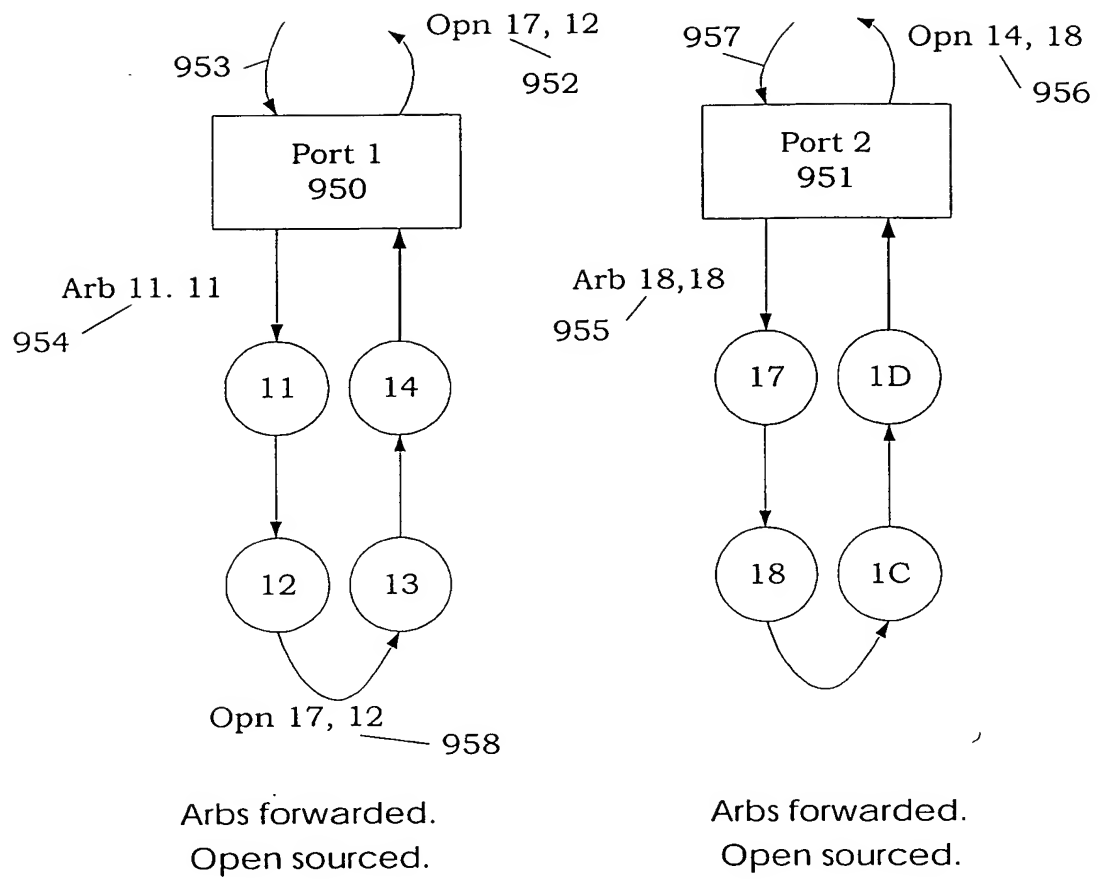 Opn 17, 12
952
953
Port 1
950
Arb 11. 11
954
11
14
12
13
Opn 17, 12
958
Arbs forwarded.
Open sourced.
957
Opn 14, 18
956
Port 2
951
Arb 18,18
955
17
1D
18
1C
Arbs forwarded.
Open sourced.